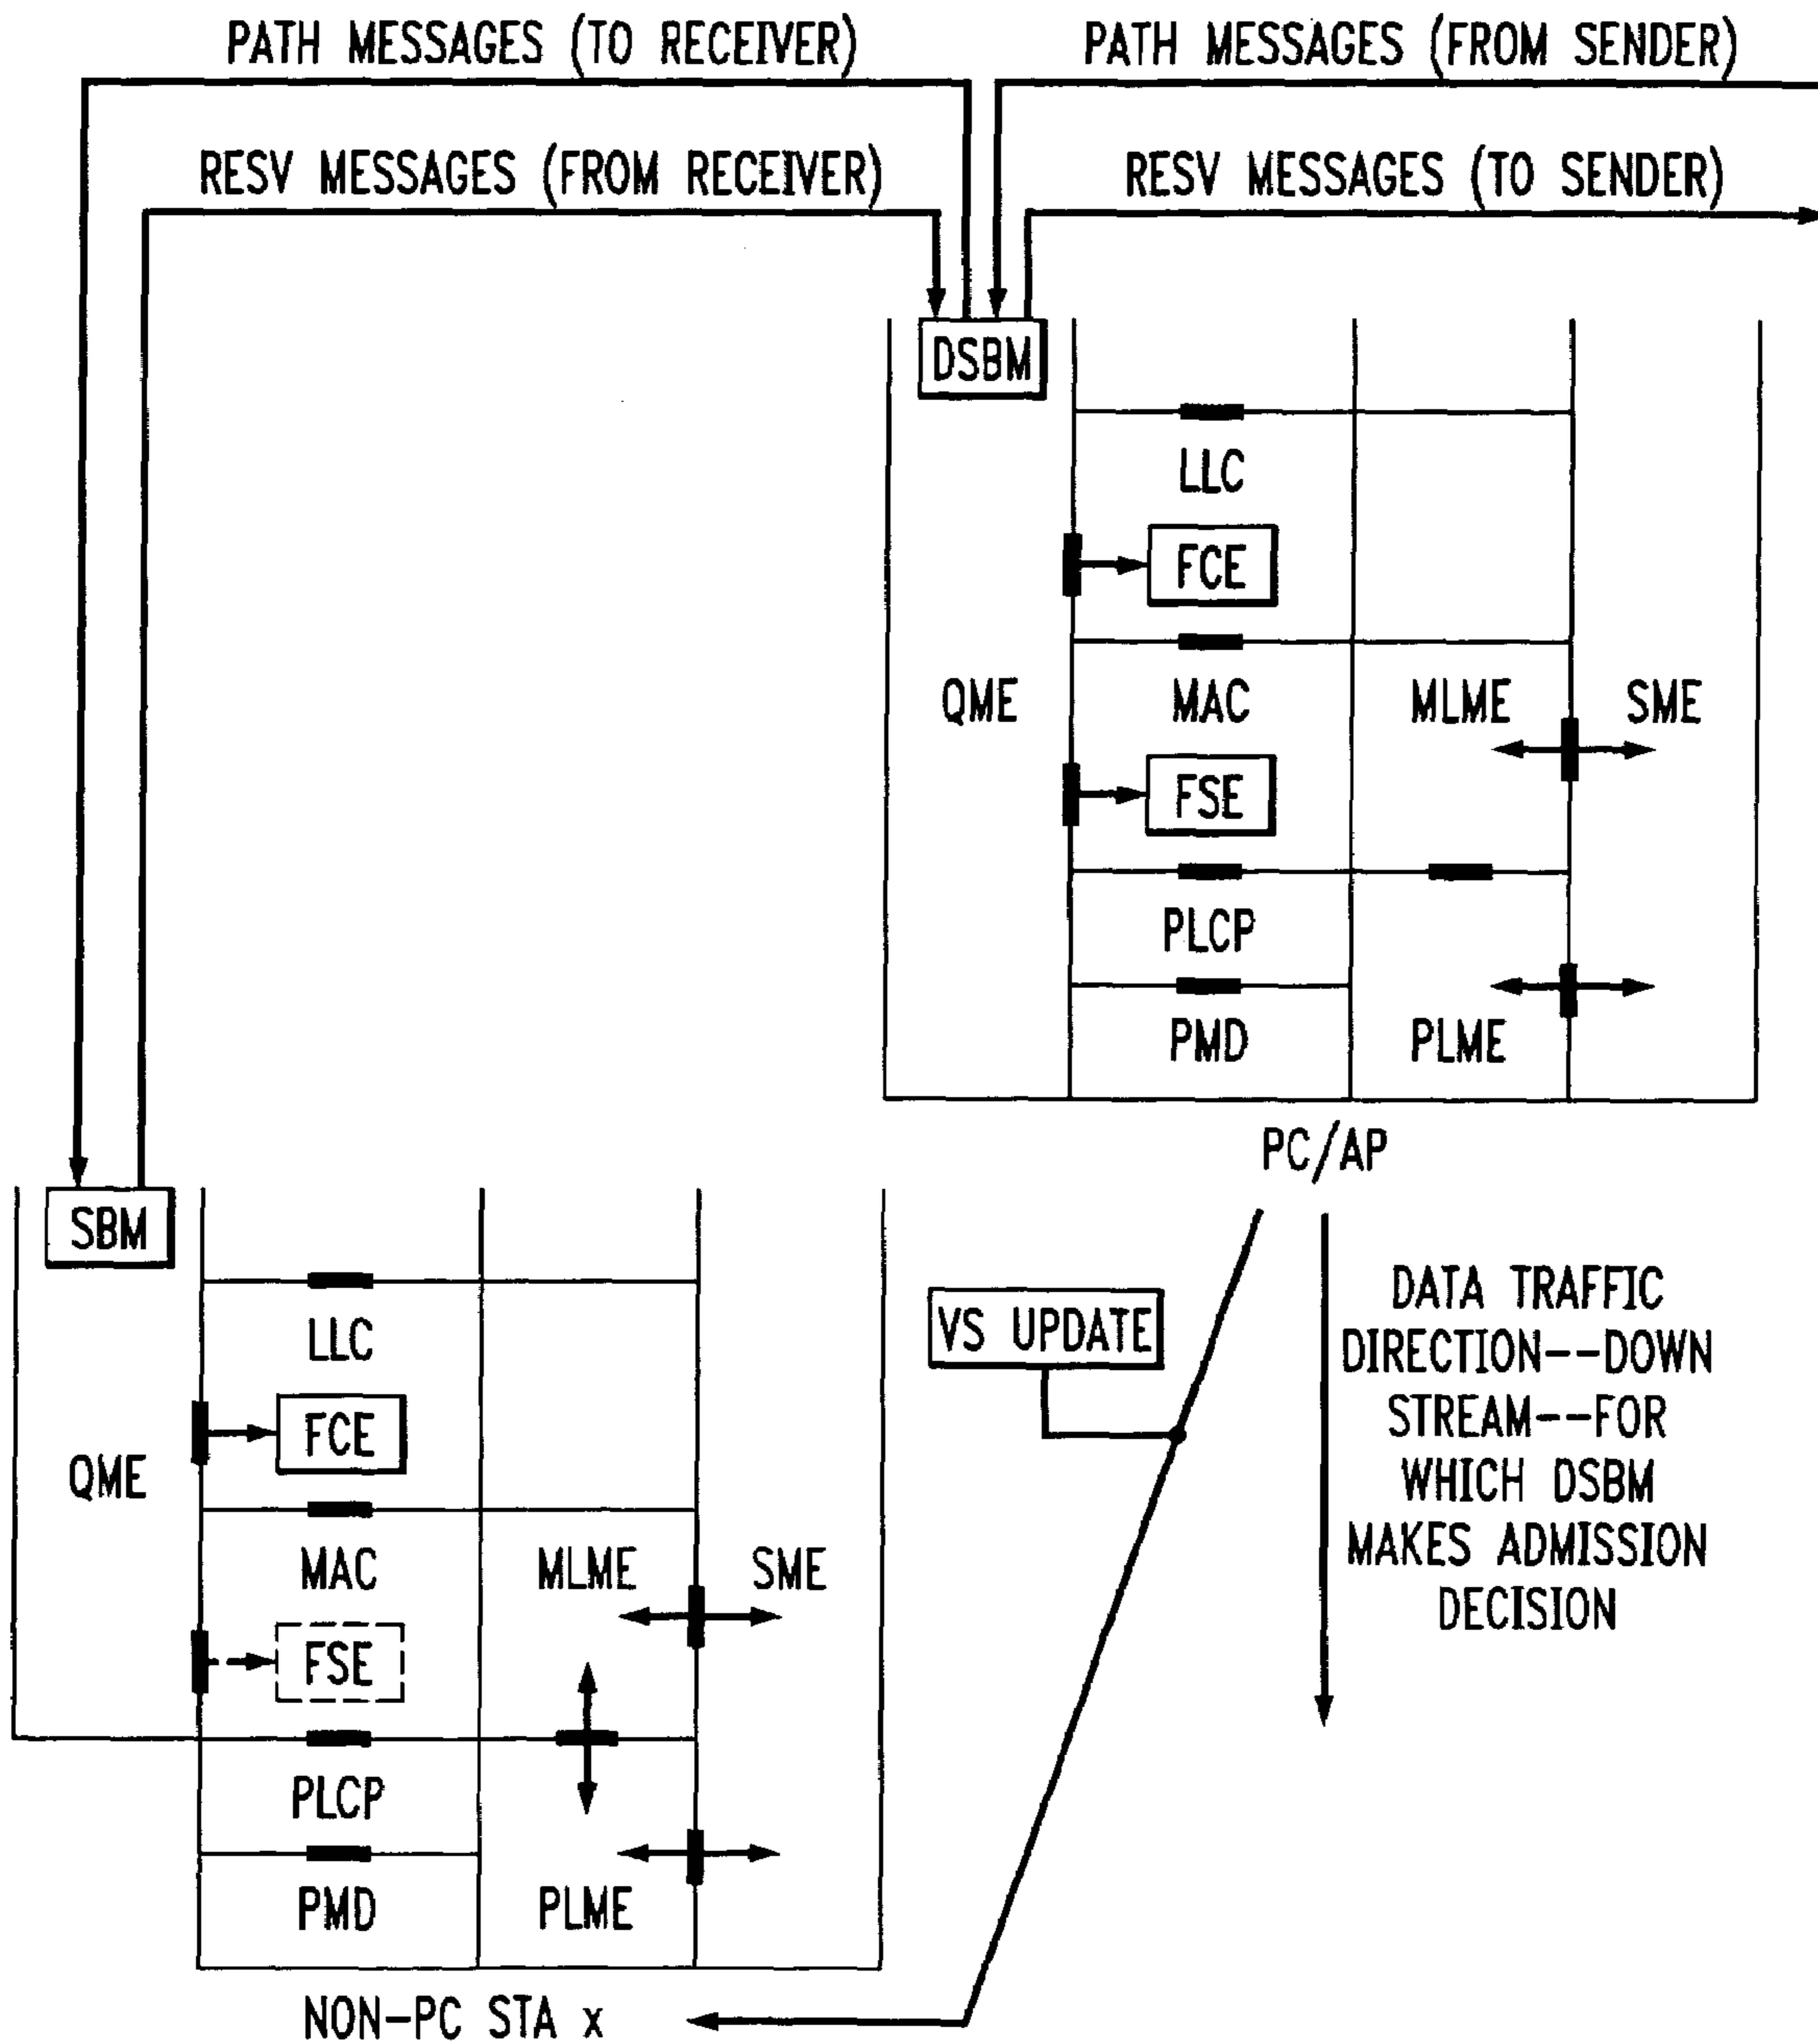 PATH MESSAGES (TO RECEIVER)
PATH MESSAGES (FROM SENDER)
RESV MESSAGES (FROM RECEIVER)
RESV MESSAGES (TO SENDER)
DSBM
LLC
FCE
QME
MAC
MLME
SME
FSE
PLCP
PMD
PLME
PC/AP
SBM
LLC
FCE
QME
MAC
MLME
SME
FSE
PLCP
PMD
PLME
NON-PC STA x
VS UPDATE
DATA TRAFFIC
DIRECTION--DOWN
STREAM--FOR
WHICH DSBM
MAKES ADMISSION
DECISION